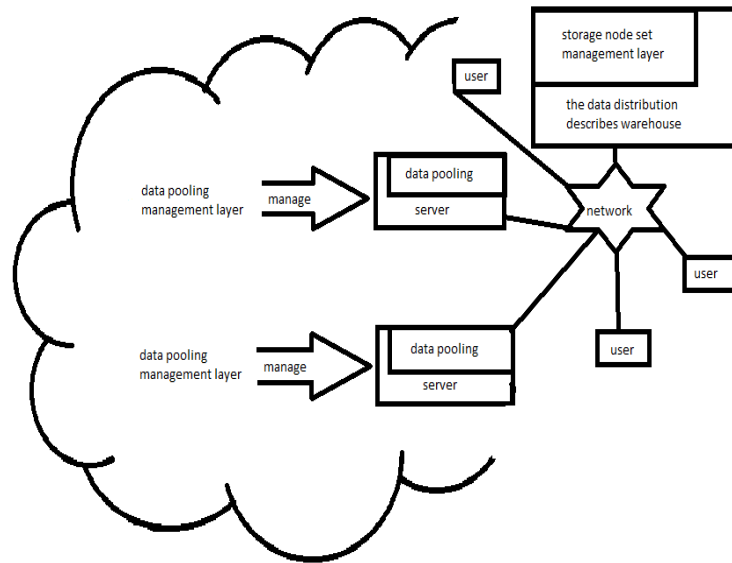 storage node set
management layer
the data distribution
describes warehouse
user
data pooling
management layer
manage
data pooling
server
network
user
user
data pooling
management layer
manage
data pooling
server